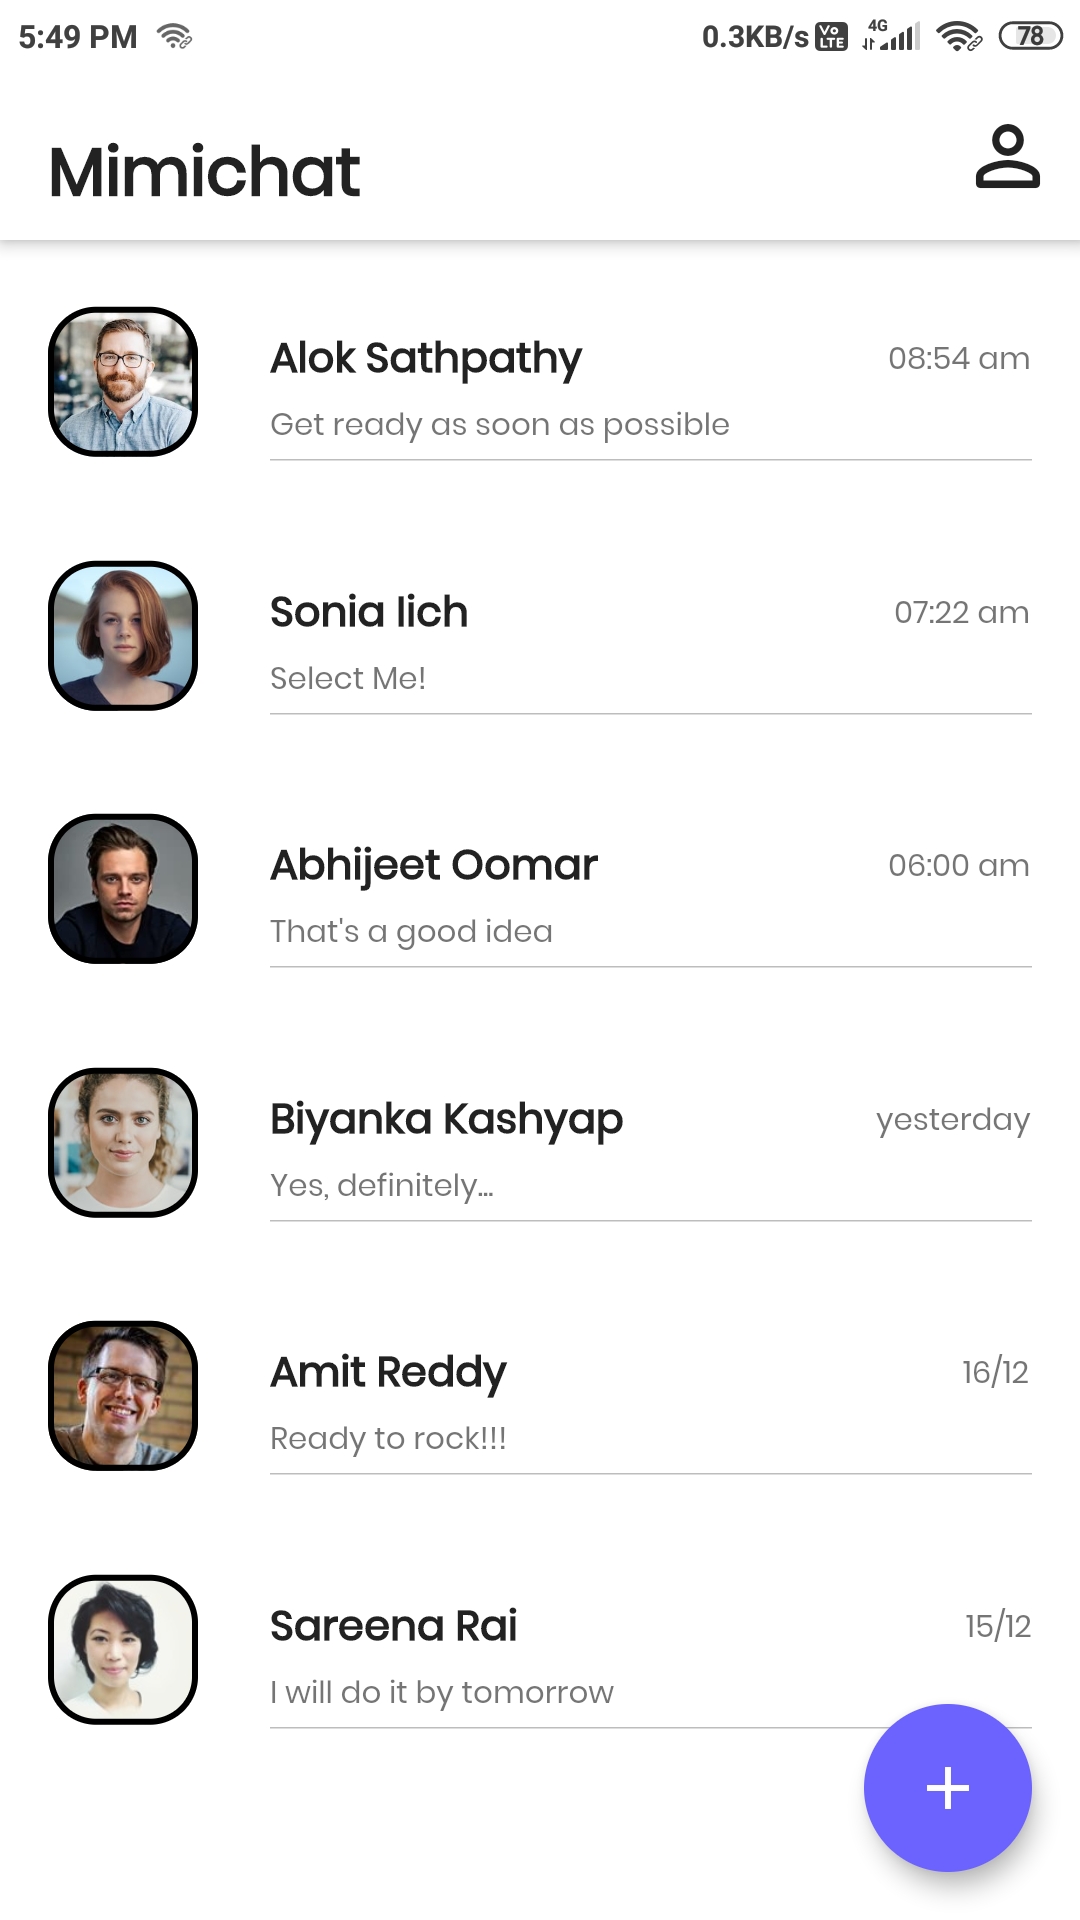 5:49 PM 0.3KB/s Vo LTE 4G 78
Mimichat
Alok Sathpathy 08:54 am
Get ready as soon as possible
Sonia lich 07:22 am
Select Me!
Abhijeet Oomar 06:00 am
That's a good idea
Biyanka Kashyap yesterday
Yes, definitely...
Amit Reddy 16/12
Ready to rock!!!
Sareena Rai 15/12
I will do it by tomorrow